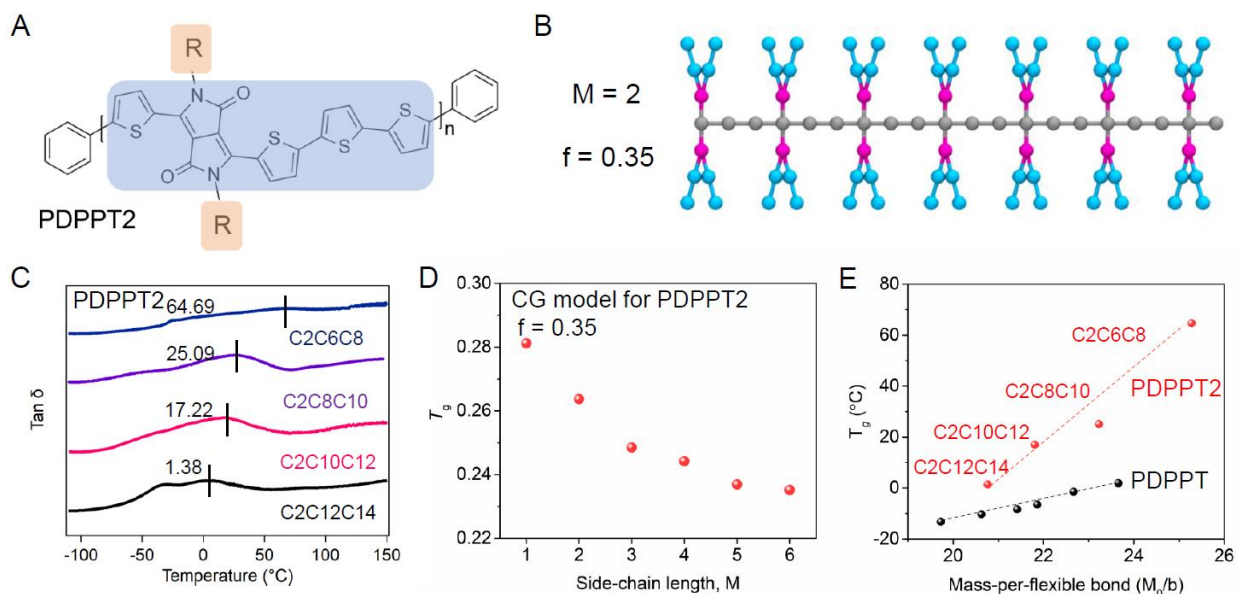 A
R
N
O
S
S
S
S
n
O
N
R
PDPPT2
B
M = 2
f = 0.35
C
PDPPT2
64.69
C2C6C8
25.09
C2C8C10
17.22
C2C10C12
1.38
C2C12C14
Tan δ
-100 -50 0 50 100 150
Temperature (°C)
D
CG model for PDPPT2
f = 0.35
0.30
0.28
0.26
0.24
0.22
Tg
1 2 3 4 5 6
Side-chain length, M
E
80
60
40
20
0
-20
Tg (°C)
C2C6C8
C2C8C10
PDPPT2
C2C10C12
C2C12C14
PDPPT
20 22 24 26
Mass-per-flexible bond (M0/b)